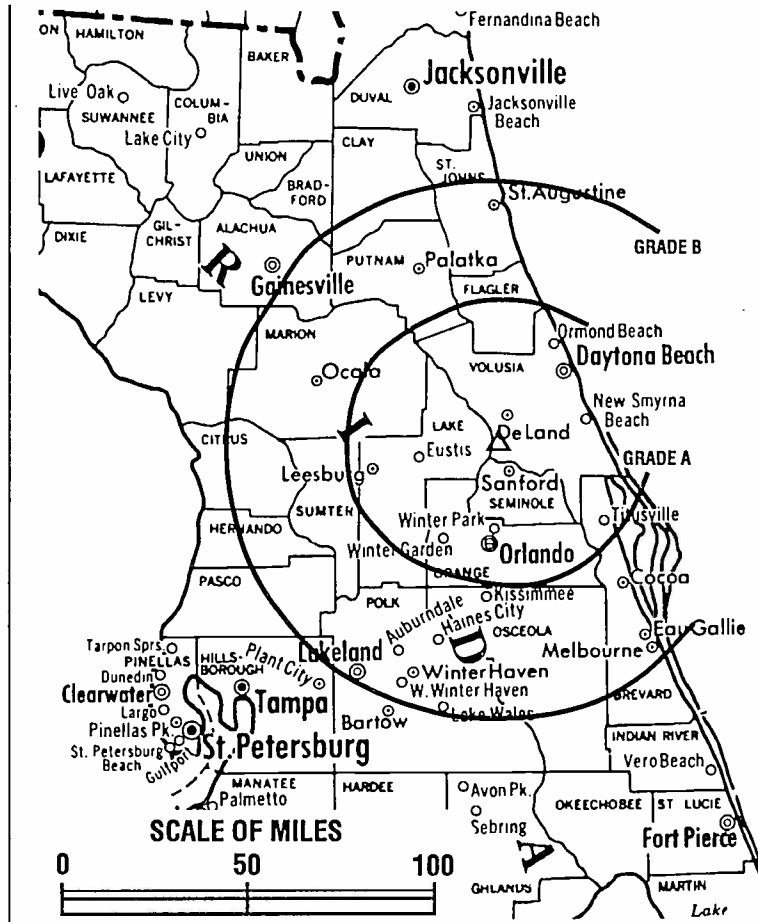 Fernandina Beach
ON
HAMILTON
BAKER
Jacksonville
DUVAL
Live Oak
SUWANNEE
COLUM-
BIA
Jacksonville
Beach
Lake City
CLAY
UNION
ST.
JOHNS
LAFAYETTE
BRAD-
FORD
St. Augustine
DIXIE
GIL-
CHRIST
ALACHUA
GRADE B
R
PUTNAM
Palatka
Gainesville
FLAGLER
LEVY
MARION
Ormond Beach
Daytona Beach
VOLUSIA
Ocala
New Smyrna
Beach
I
LAKE
DeLand
CITRUS
Eustis
GRADE A
Leesburg
Sanford
SEMINOLE
SUMTER
Winter Park
Titusville
HERNANDO
Winter Garden
Orlando
ORANGE
PASCO
Cocoa
POLK
Kissimmee
Auburndale
Haines City
OSCEOLA
Eau Gallie
Tarpon Sprs.
PINELLAS
HILLS-
BOROUGH
Plant City
Lakeland
D
Melbourne
Dunedin
Clearwater
Tampa
Winter Haven
W. Winter Haven
BREVARD
Largo
Bartow
Lake Wales
Pinellas Pk.
St. Petersburg
INDIAN RIVER
St. Petersburg
Beach
Gulfport
Vero Beach
MANATEE
HARDEE
Avon Pk.
Palmetto
OKEECHOBEE
ST LUCIE
Sebring
SCALE OF MILES
Fort Pierce
A
0
50
100
GHLANDS
MARTIN
Lake